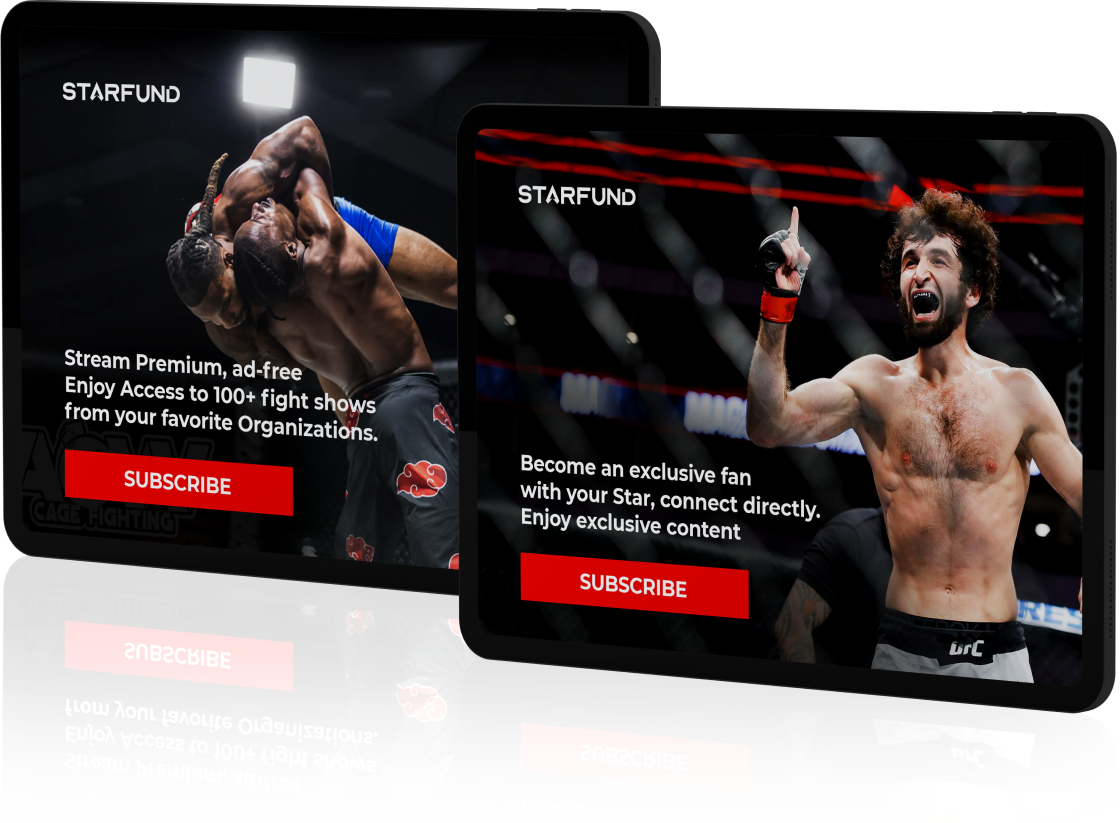 STARFUND
Stream Premium, ad-free
Enjoy Access to 100+ fight shows
from your favorite Organizations.
SUBSCRIBE
CAGE FIGHTING
STARFUND
Become an exclusive fan
with your Star, connect directly.
Enjoy exclusive content
SUBSCRIBE
UFC